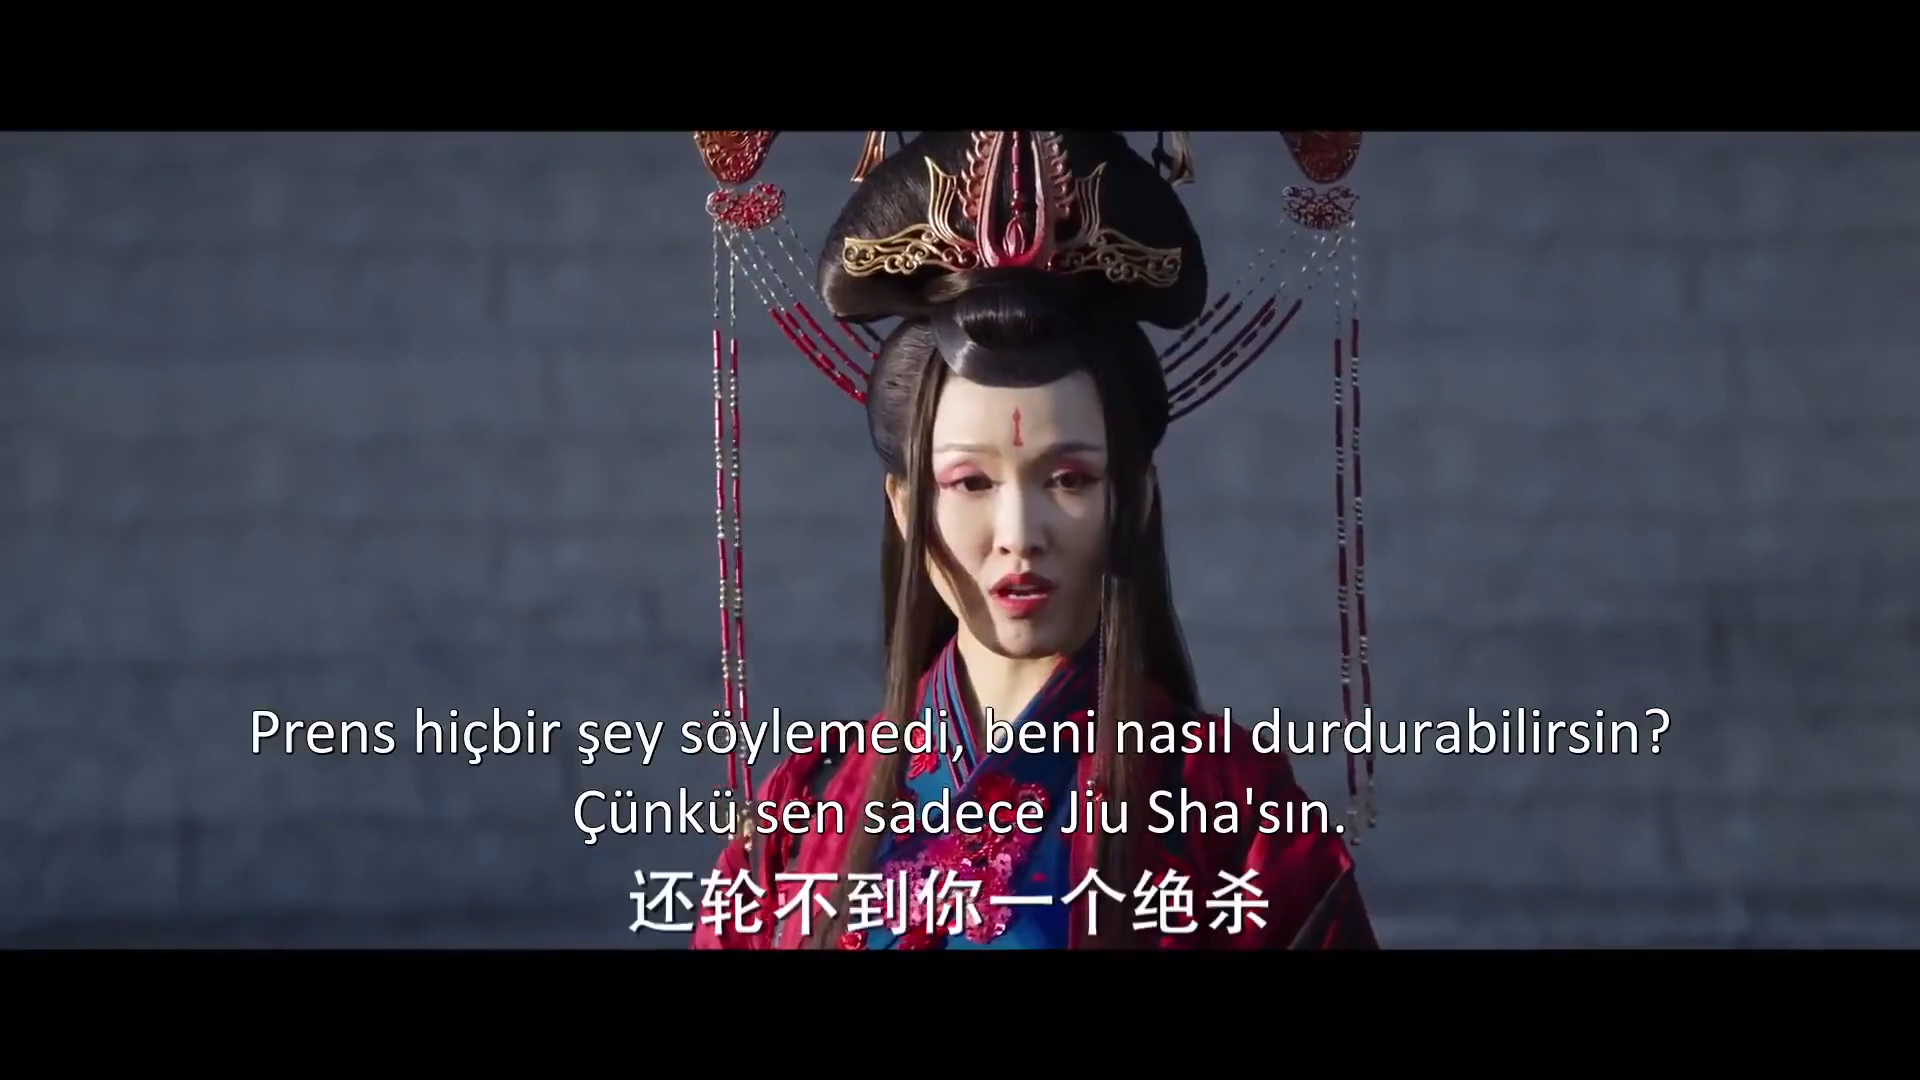 Prens hiçbir şey söylemedi, beni nasıl durdurabilirsin?
Çünkü sen sadece Jiu Sha'sın.
还轮不到你一个绝杀